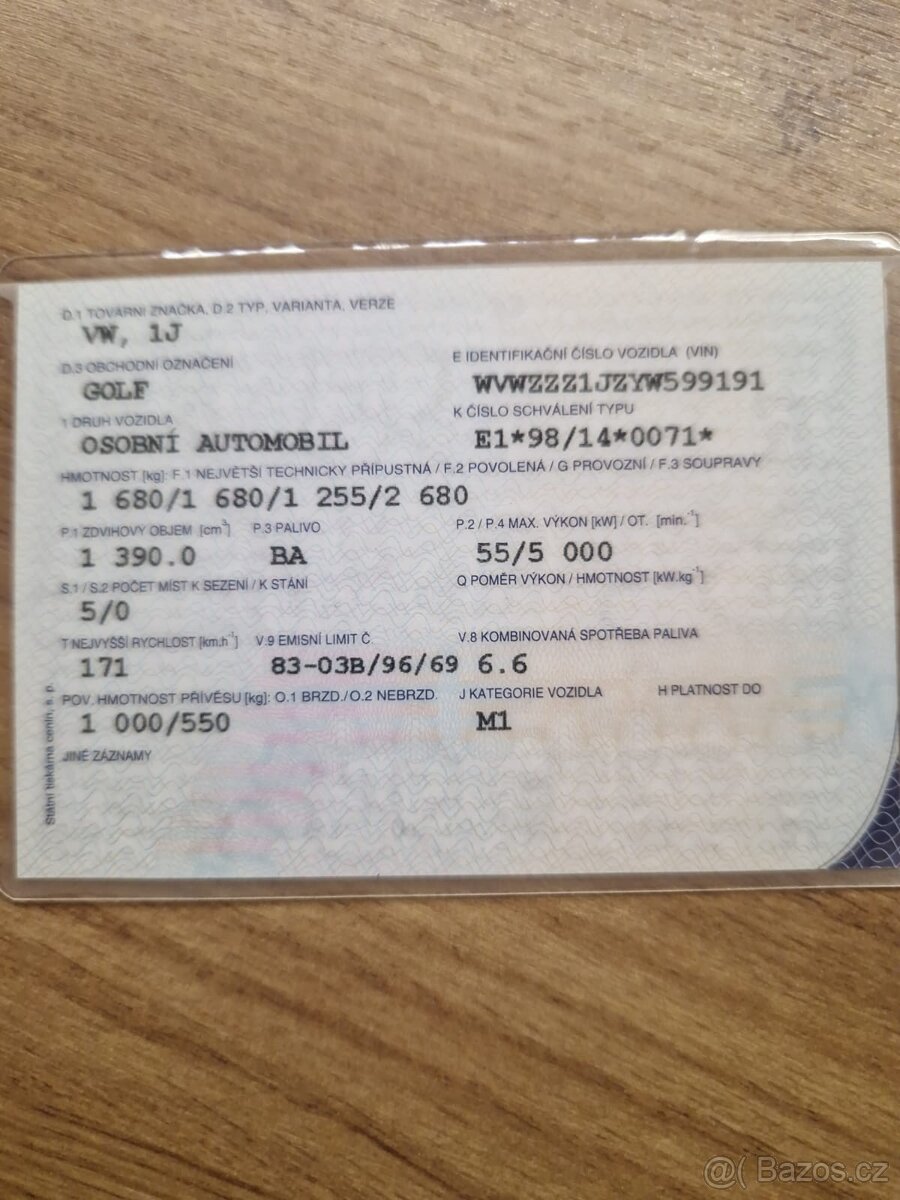 D.1 TOVÁRNÍ ZNAČKA, D.2 TYP, VARIANTA, VERZE
VW, 1J
D.3 OBCHODNÍ OZNAČENÍ
E IDENTIFIKAČNÍ ČÍSLO VOZIDLA (VIN)
GOLF
WVWZZZ1JZYW599191
1 DRUH VOZIDLA
K ČÍSLO SCHVÁLENÍ TYPU
OSOBNÍ AUTOMOBIL
E1*98/14*0071*
HMOTNOST [kg]: F.1 NEJVĚTŠÍ TECHNICKY PŘÍPUSTNÁ / F.2 POVOLENÁ / G PROVOZNÍ / F.3 SOUPRAVY
1 680/1 680/1 255/2 680
P.1 ZDVIHOVÝ OBJEM [cm³] P.3 PALIVO
P.2 / P.4 MAX. VÝKON [kW] / OT. [min.⁻¹]
1 390.0 BA
55/5 000
S.1 / S.2 POČET MÍST K SEZENÍ / K STÁNÍ
Q POMĚR VÝKON / HMOTNOST [kW.kg⁻¹]
5/0
T NEJVYŠŠÍ RYCHLOST [km.h⁻¹] V.9 EMISNÍ LIMIT Č. V.8 KOMBINOVANÁ SPOTŘEBA PALIVA
171 83-03B/96/69 6.6
POV. HMOTNOST PŘÍVĚSU [kg]: O.1 BRZD./O.2 NEBRZD. J KATEGORIE VOZIDLA H PLATNOST DO
1 000/550 M1
JINÉ ZÁZNAMY
Státní tiskárna cenin, s. p.
@( Bazos.cz